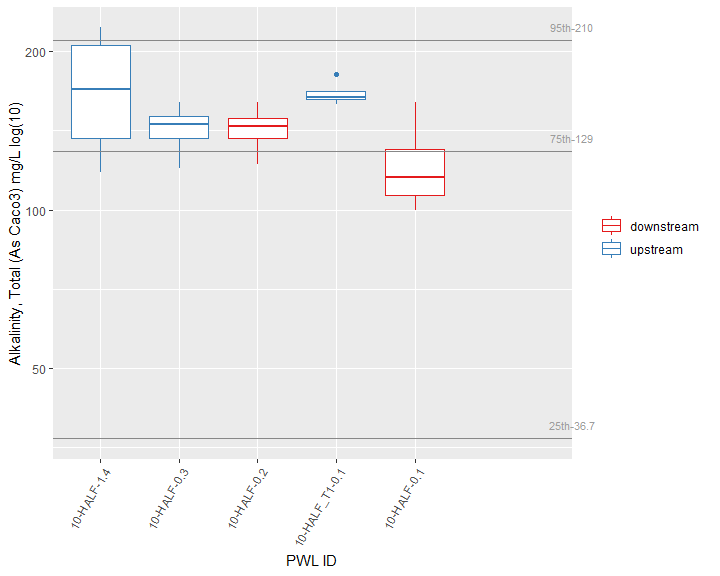 Alkalinity, Total (As Caco3) mg/L log(10)
200
100
50
95th-210
75th-129
25th-36.7
10-HALF-1.4
10-HALF-0.3
10-HALF-0.2
10-HALF_T1-0.1
10-HALF-0.1
PWL ID
downstream
upstream